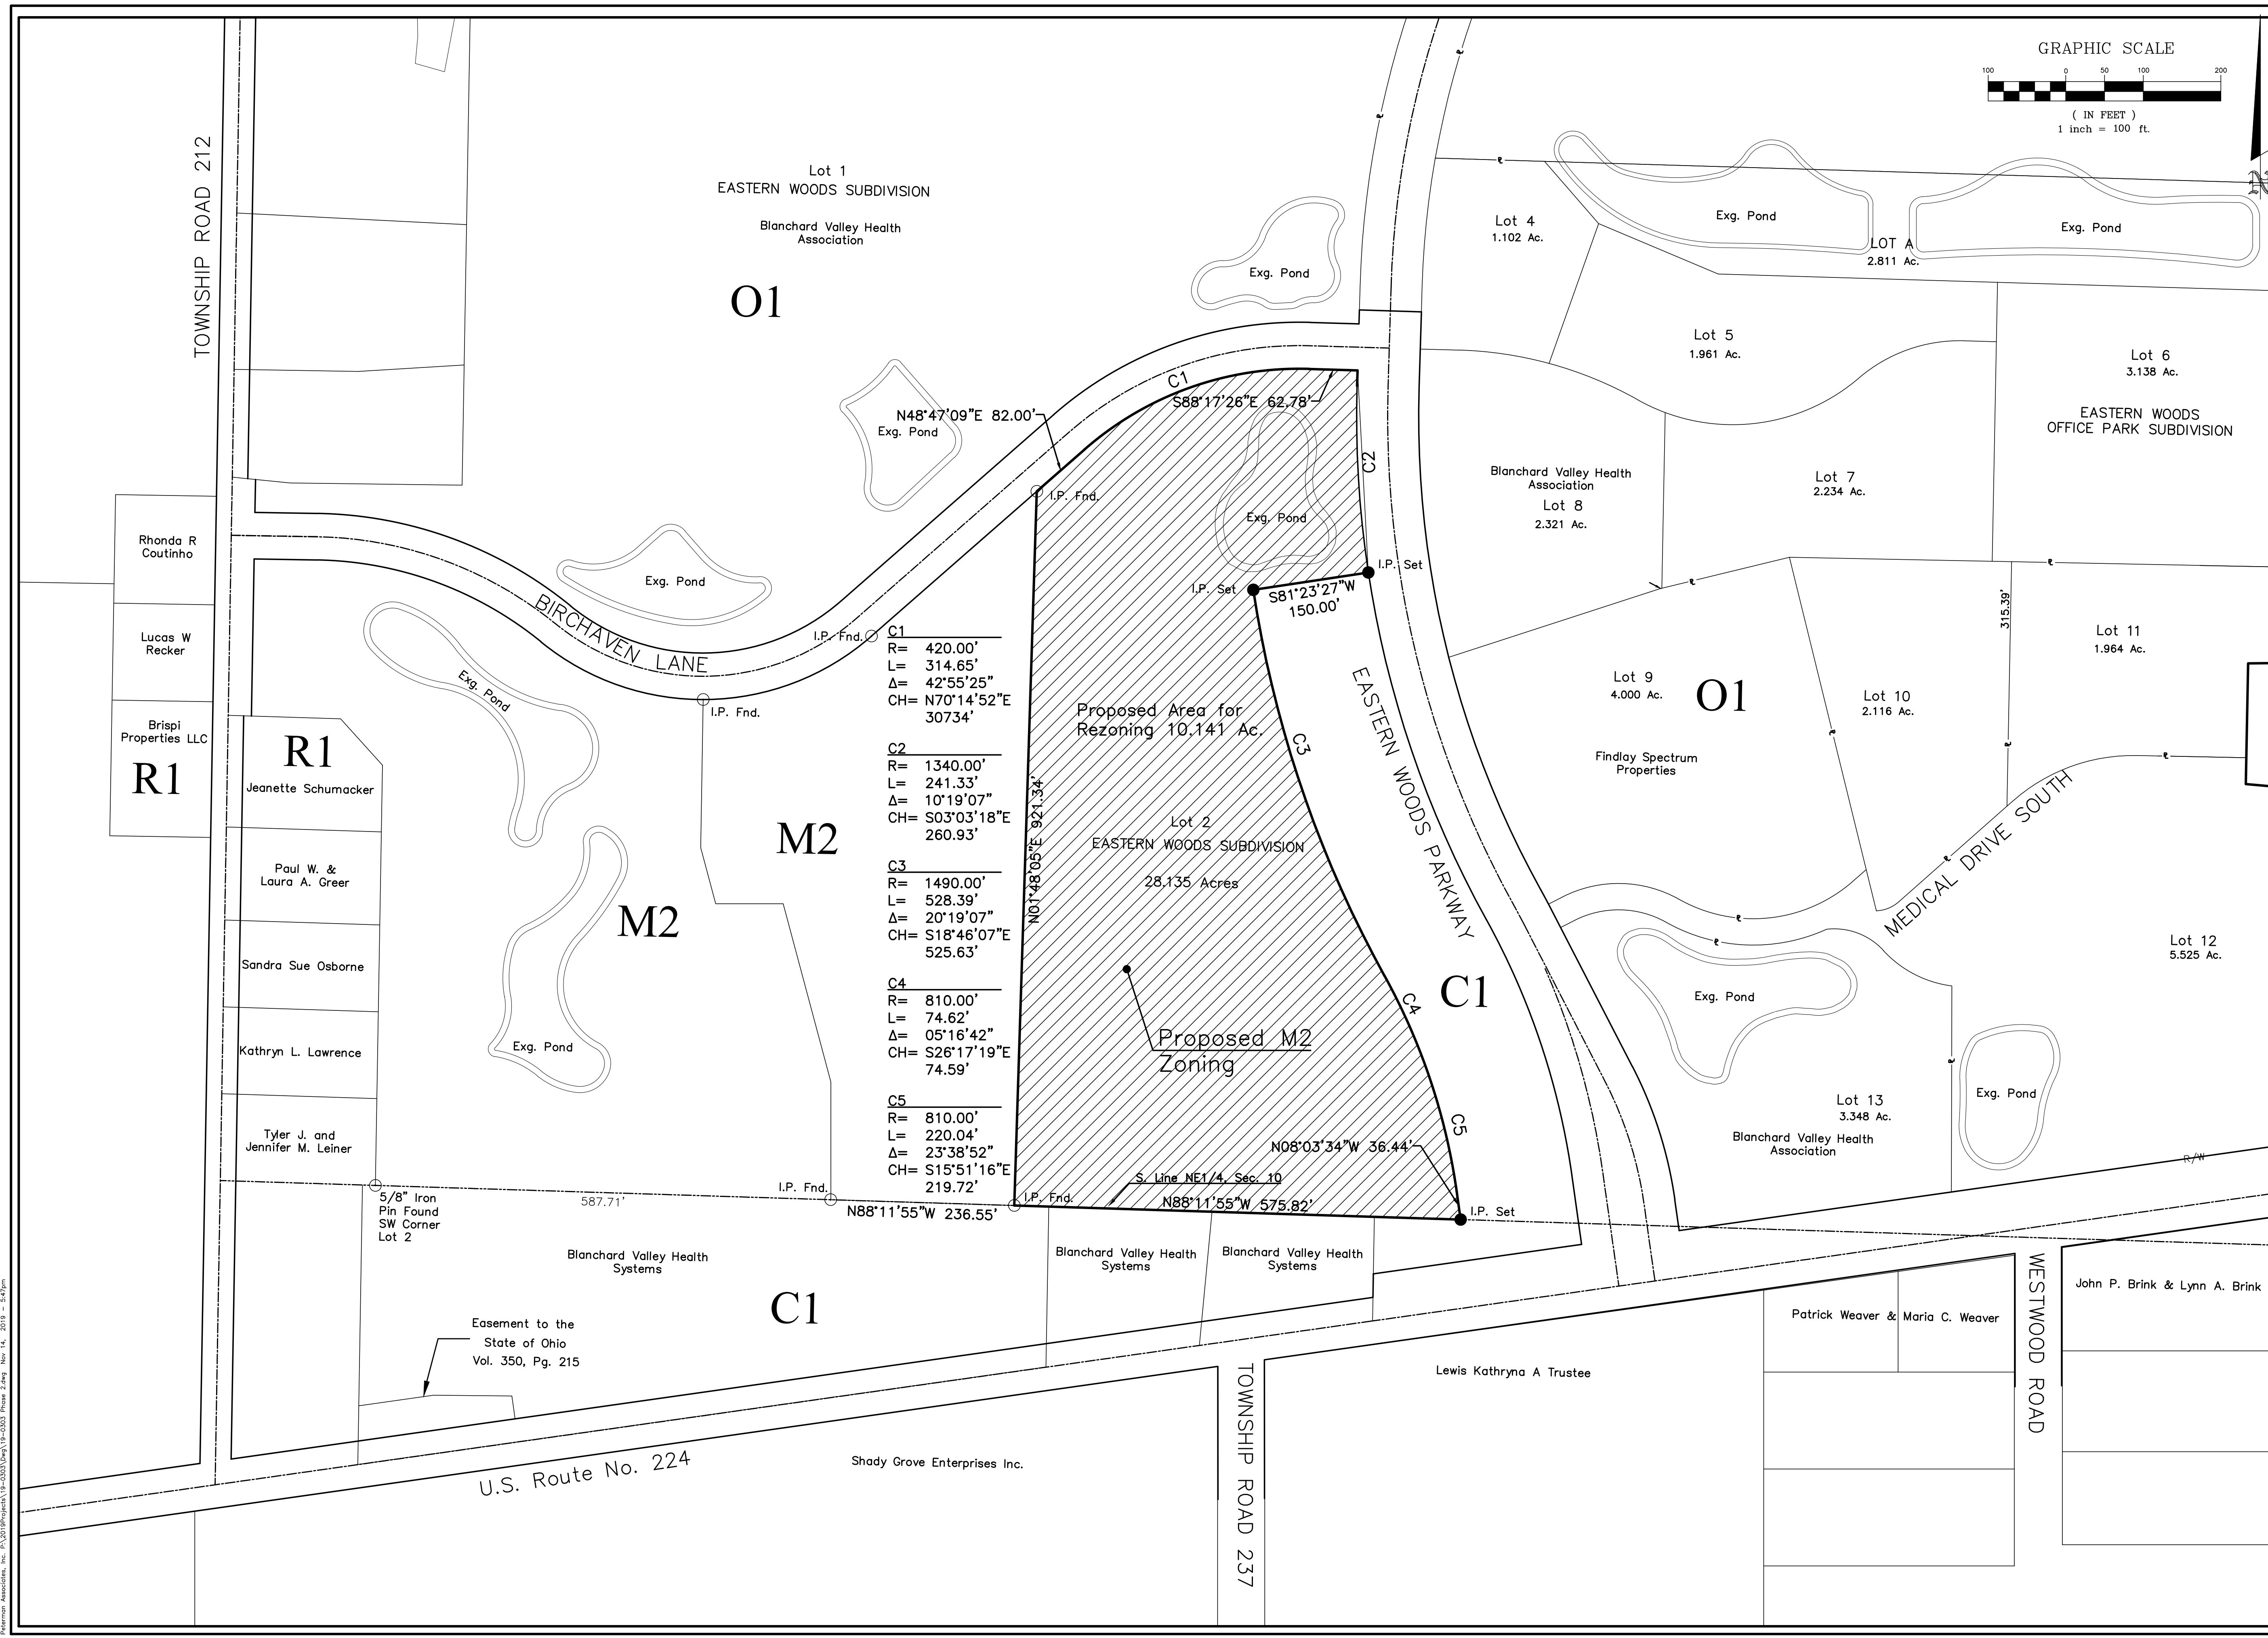 GRAPHIC SCALE
100 0 50 100 200
( IN FEET )
1 inch = 100 ft.
TOWNSHIP ROAD 212
Lot 1
EASTERN WOODS SUBDIVISION
Blanchard Valley Health
Association
O1
Exg. Pond
Lot 4
1.102 Ac.
Exg. Pond
LOT A
2.811 Ac.
Exg. Pond
Lot 5
1.961 Ac.
Lot 6
3.138 Ac.
EASTERN WOODS
OFFICE PARK SUBDIVISION
C1
S88°17'26"E 62.78'
N48°47'09"E 82.00'
Exg. Pond
I.P. Fnd.
C2
Exg. Pond
Blanchard Valley Health
Association
Lot 8
2.321 Ac.
Lot 7
2.234 Ac.
Rhonda R
Coutinho
Lucas W
Recker
Brispi
Properties LLC
R1
R1
Jeanette Schumacker
Paul W. &
Laura A. Greer
Sandra Sue Osborne
Kathryn L. Lawrence
Tyler J. and
Jennifer M. Leiner
Exg. Pond
BIRCHAVEN LANE
I.P. Fnd.
I.P. Fnd.
Exg. Pond
M2
M2
Exg. Pond
C1
R= 420.00'
L= 314.65'
Δ= 42°55'25"
CH= N70°14'52"E
30734'
C2
R= 1340.00'
L= 241.33'
Δ= 10°19'07"
CH= S03°03'18"E
260.93'
C3
R= 1490.00'
L= 528.39'
Δ= 20°19'07"
CH= S18°46'07"E
525.63'
C4
R= 810.00'
L= 74.62'
Δ= 05°16'42"
CH= S26°17'19"E
74.59'
C5
R= 810.00'
L= 220.04'
Δ= 23°38'52"
CH= S15°51'16"E
219.72'
N01°48'05"E 921.34'
I.P. Set
I.P. Set
S81°23'27"W
150.00'
Proposed Area for
Rezoning 10.141 Ac.
C3
Lot 2
EASTERN WOODS SUBDIVISION
28.135 Acres
EASTERN WOODS PARKWAY
C4
C1
Proposed M2
Zoning
C5
N08°03'34"W 36.44'
S. Line NE1/4, Sec. 10
N88°11'55"W 575.82'
I.P. Set
I.P. Fnd.
I.P. Fnd.
N88°11'55"W 236.55'
587.71'
5/8" Iron
Pin Found
SW Corner
Lot 2
Lot 9
4.000 Ac.
O1
Findlay Spectrum
Properties
Lot 10
2.116 Ac.
315.39'
Lot 11
1.964 Ac.
MEDICAL DRIVE SOUTH
Lot 12
5.525 Ac.
Exg. Pond
Exg. Pond
Lot 13
3.348 Ac.
Blanchard Valley Health
Association
R/W
Blanchard Valley Health
Systems
Blanchard Valley Health
Systems
Blanchard Valley Health
Systems
C1
Easement to the
State of Ohio
Vol. 350, Pg. 215
U.S. Route No. 224
Shady Grove Enterprises Inc.
TOWNSHIP ROAD 237
Lewis Kathryna A Trustee
Patrick Weaver & Maria C. Weaver
WESTWOOD ROAD
John P. Brink & Lynn A. Brink
Peterman Associates, Inc. P:\2019Projects\19-0303\Dwg\19-0303 Phase 2.dwg Nov 14, 2019 - 5:47pm